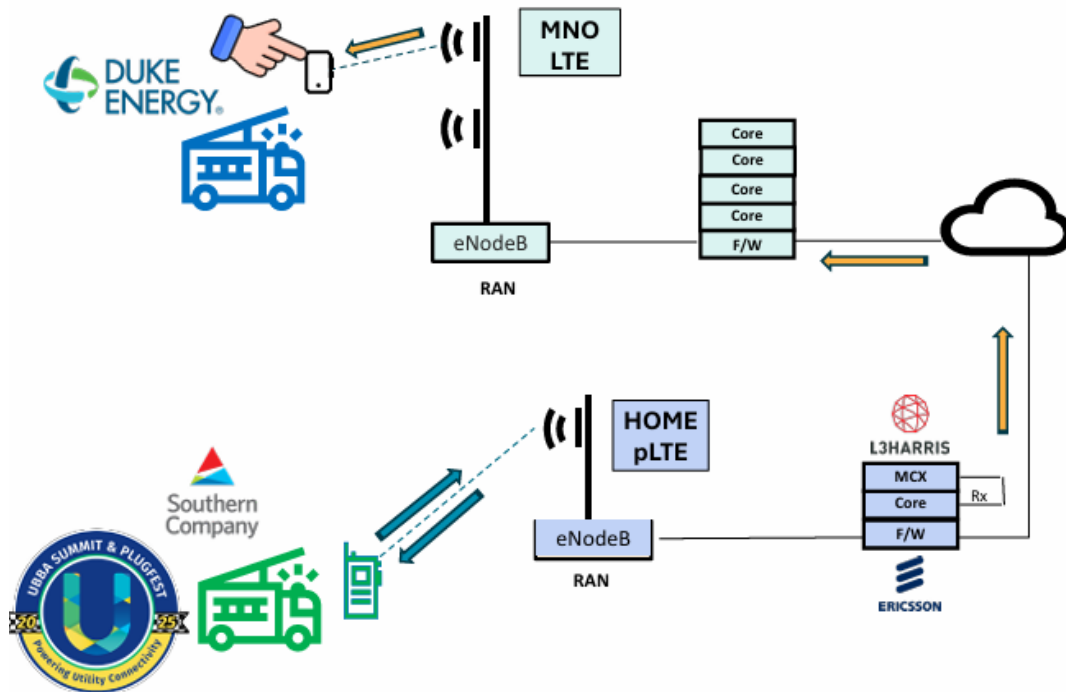 MNO
LTE
DUKE
ENERGY®
Core
Core
Core
Core
F/W
eNodeB
RAN
HOME
pLTE
L3HARRIS
MCX
Core
Rx
F/W
eNodeB
RAN
ERICSSON
Southern
Company
UBBA SUMMIT & PLUGFEST
U
20 25
Powering Utility Connectivity